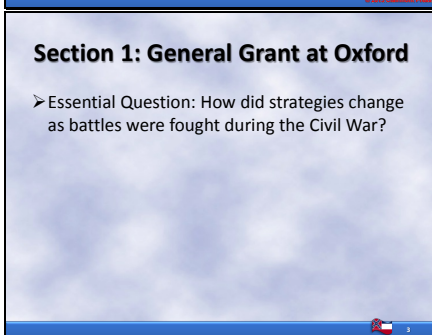 Section 1: General Grant at Oxford
➢Essential Question: How did strategies change
as battles were fought during the Civil War?
3